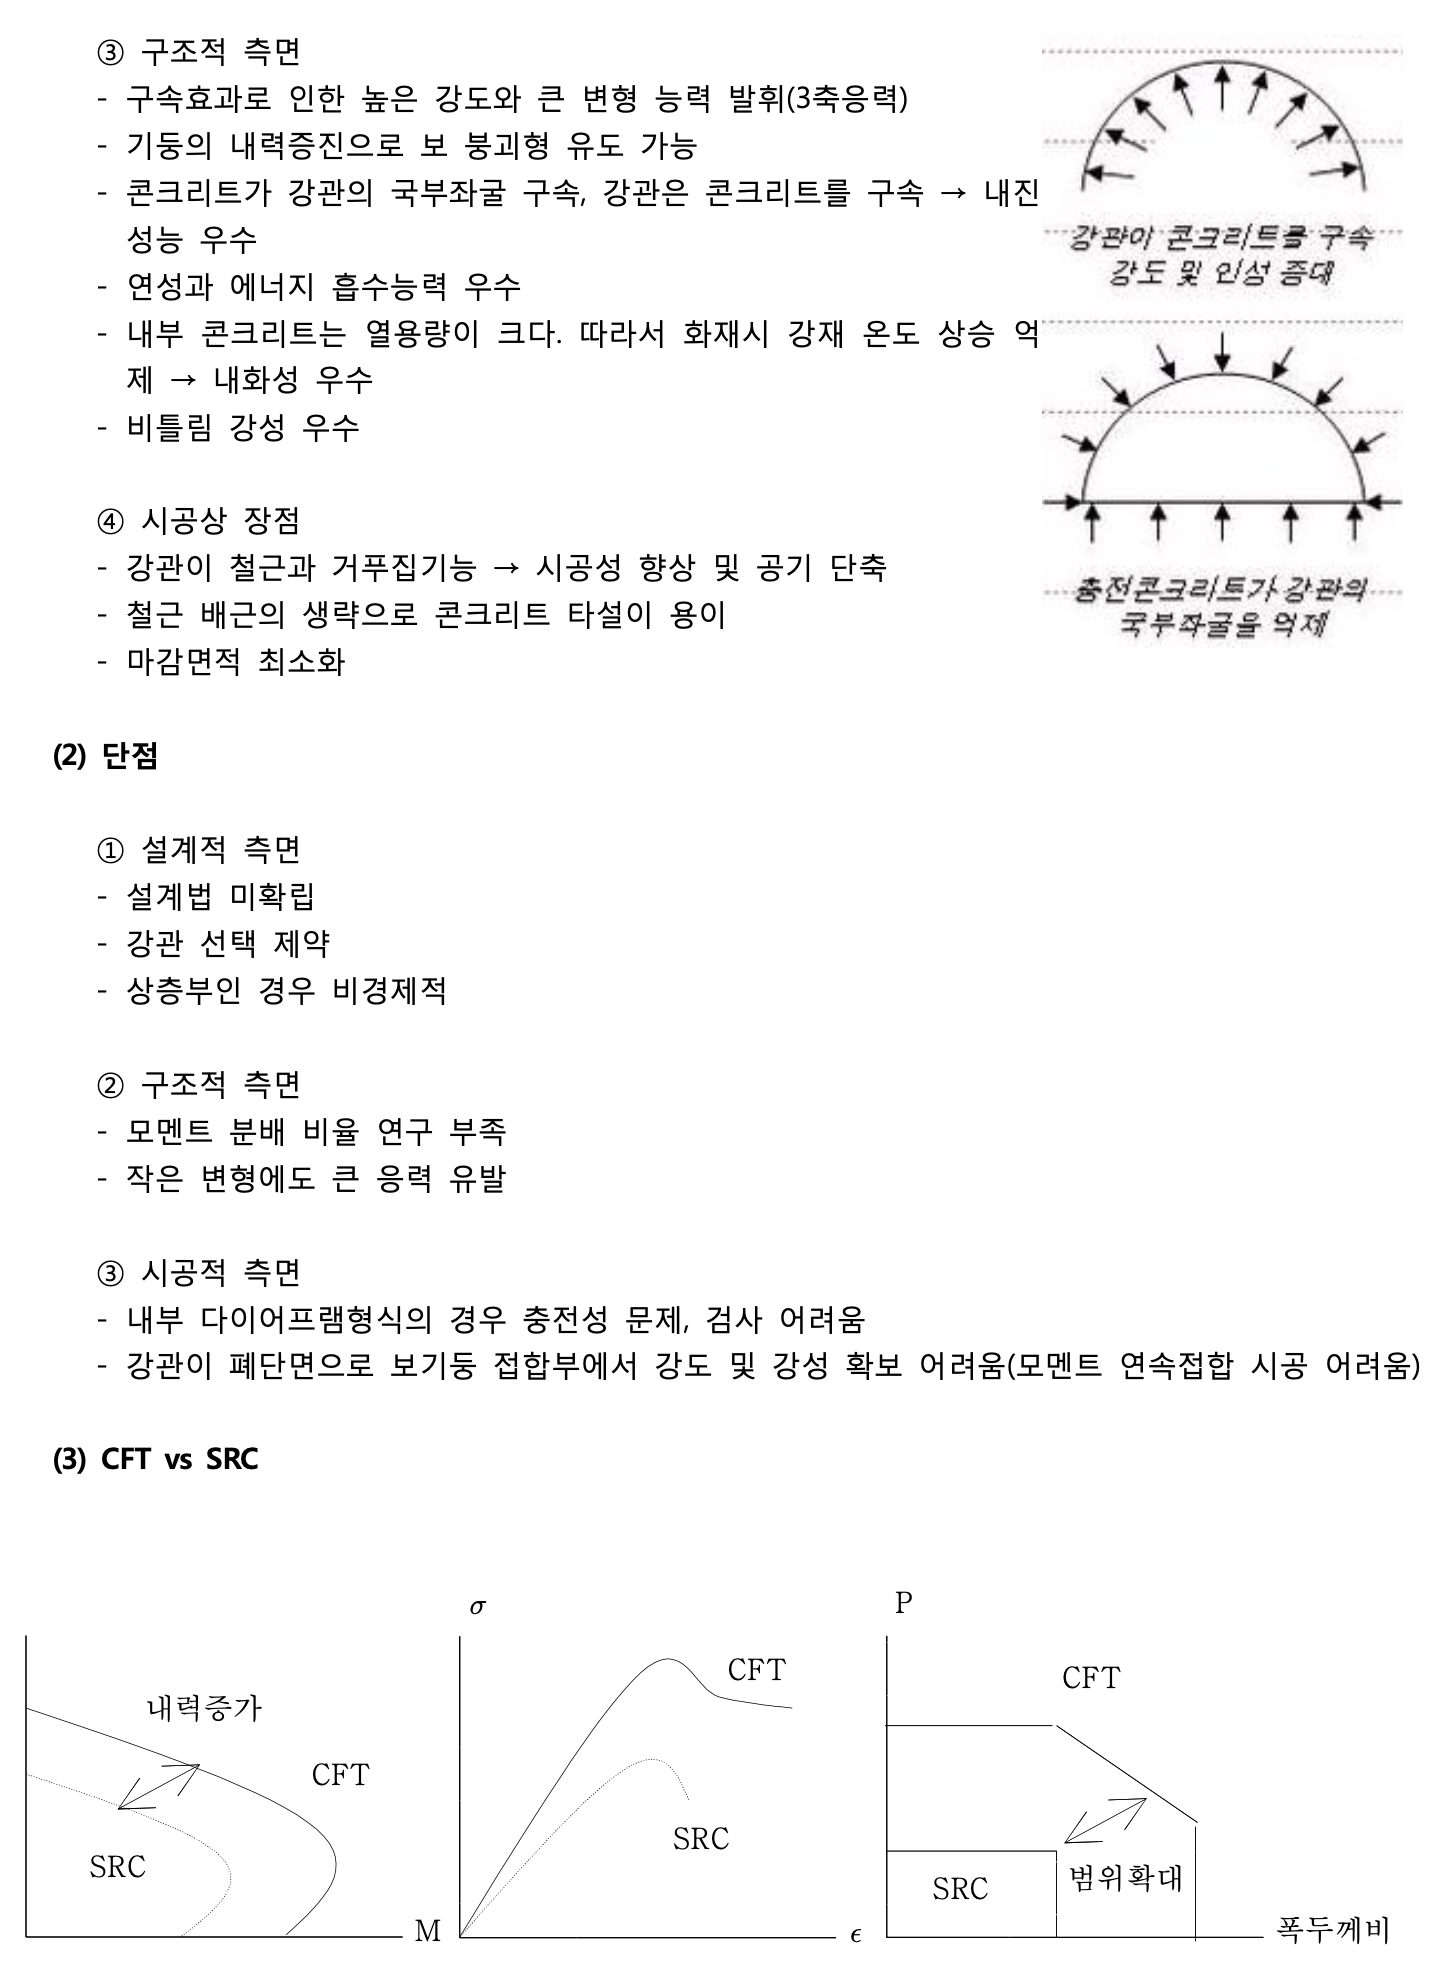 ③ 구조적 측면
- 구속효과로 인한 높은 강도와 큰 변형 능력 발휘(3축응력)
- 기둥의 내력증진으로 보 붕괴형 유도 가능
- 콘크리트가 강관의 국부좌굴 구속, 강관은 콘크리트를 구속 → 내진
성능 우수
- 연성과 에너지 흡수능력 우수
- 내부 콘크리트는 열용량이 크다. 따라서 화재시 강재 온도 상승 억
제 → 내화성 우수
- 비틀림 강성 우수
강관이 콘크리트를 구속
강도 및 인성 증대
④ 시공상 장점
- 강관이 철근과 거푸집기능 → 시공성 향상 및 공기 단축
- 철근 배근의 생략으로 콘크리트 타설이 용이
- 마감면적 최소화
충전콘크리트가 강관의
국부좌굴을 억제
(2) 단점
① 설계적 측면
- 설계법 미확립
- 강관 선택 제약
- 상층부인 경우 비경제적
② 구조적 측면
- 모멘트 분배 비율 연구 부족
- 작은 변형에도 큰 응력 유발
③ 시공적 측면
- 내부 다이어프램형식의 경우 충전성 문제, 검사 어려움
- 강관이 폐단면으로 보기둥 접합부에서 강도 및 강성 확보 어려움(모멘트 연속접합 시공 어려움)
(3) CFT vs SRC
내력증가
CFT
SRC
M
σ
CFT
SRC
ϵ
P
CFT
SRC
범위확대
폭두께비